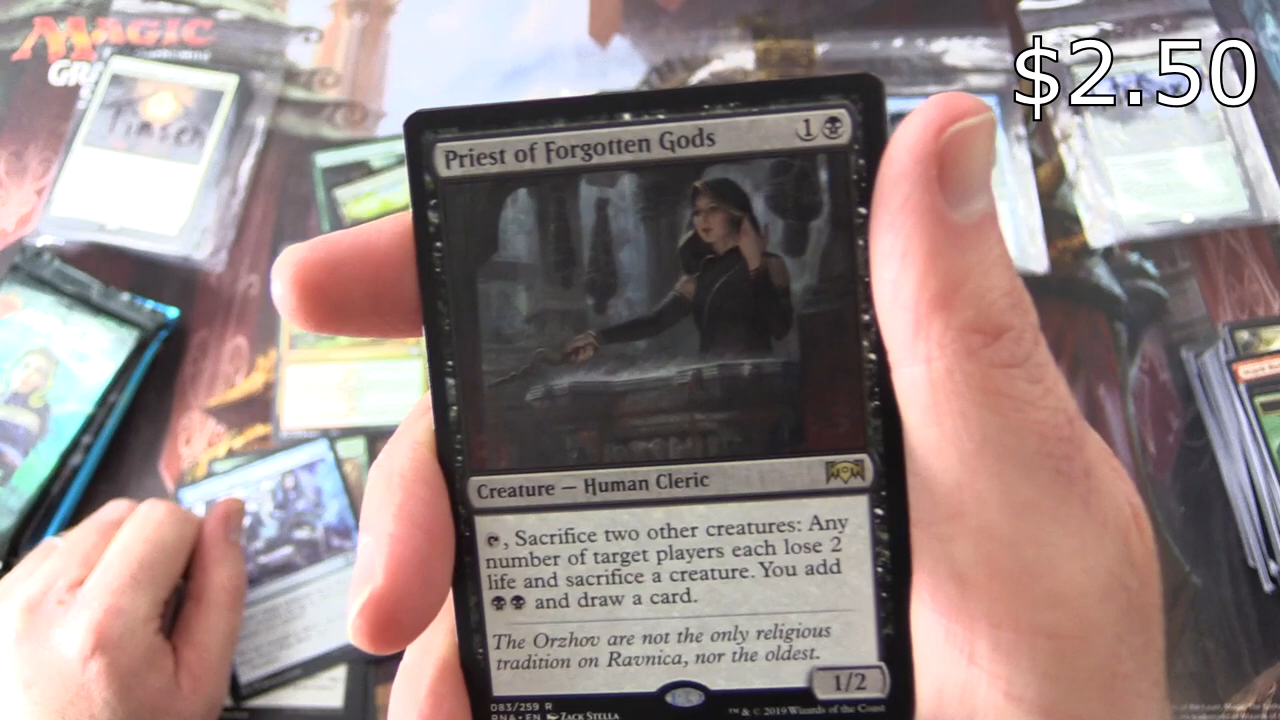 MAGIC
$2.50
Timsen
Priest of Forgotten Gods 1
Creature — Human Cleric
, Sacrifice two other creatures: Any
number of target players each lose 2
life and sacrifice a creature. You add
and draw a card.
The Orzhov are not the only religious
tradition on Ravnica, nor the oldest.
1/2
083/259 R
RNA • EN ZACK STELLA
™ & © 2019 Wizards of the Coast